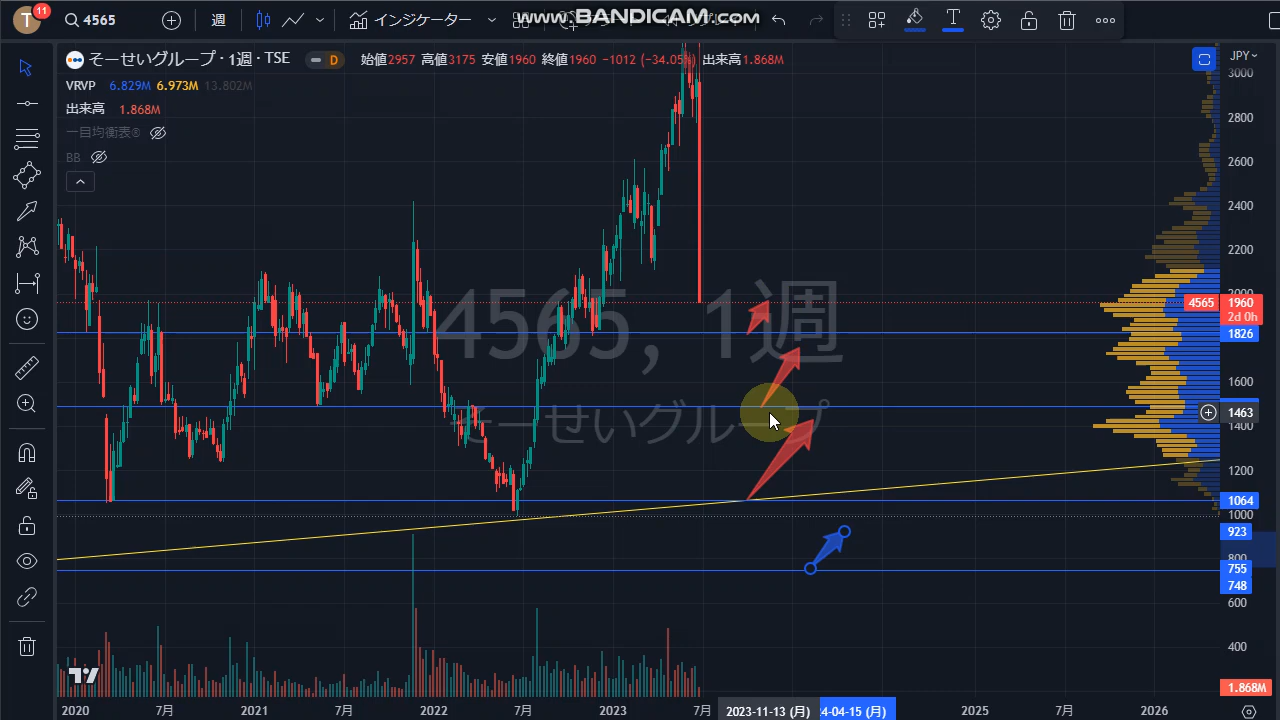 T 11 4565 週 インジケーター
www.BANDICAM.com
そーせいグループ · 1週 · TSE D 始値2957 高値3175 安値1960 終値1960 −1012 (−34.05%) 出来高1.868M
JPY
VRVP 6.829M 6.973M 13.802M
出来高 1.868M
一目均衡表
BB
4565, 1週
そーせいグループ
3000
2800
2600
2400
2200
2000
4565 1960
2d 0h
1826
1600
1463
1400
1200
1064
1000
923
800
755
748
600
400
1.868M
2020 7月 2021 7月 2022 7月 2023 7月 2023-11-13 (月) 4-04-15 (月) 2025 7月 2026